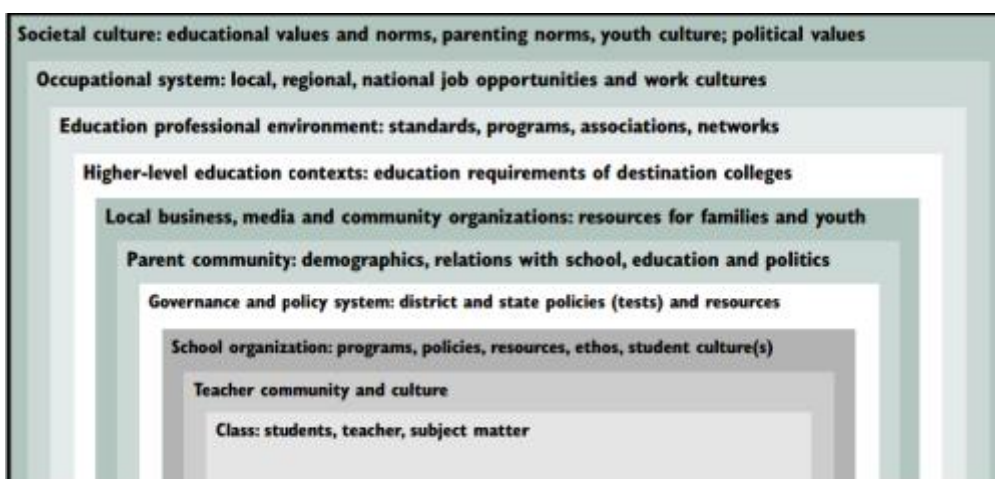 Societal culture: educational values and norms, parenting norms, youth culture; political values
Occupational system: local, regional, national job opportunities and work cultures
Education professional environment: standards, programs, associations, networks
Higher-level education contexts: education requirements of destination colleges
Local business, media and community organizations: resources for families and youth
Parent community: demographics, relations with school, education and politics
Governance and policy system: district and state policies (tests) and resources
School organization: programs, policies, resources, ethos, student culture(s)
Teacher community and culture
Class: students, teacher, subject matter